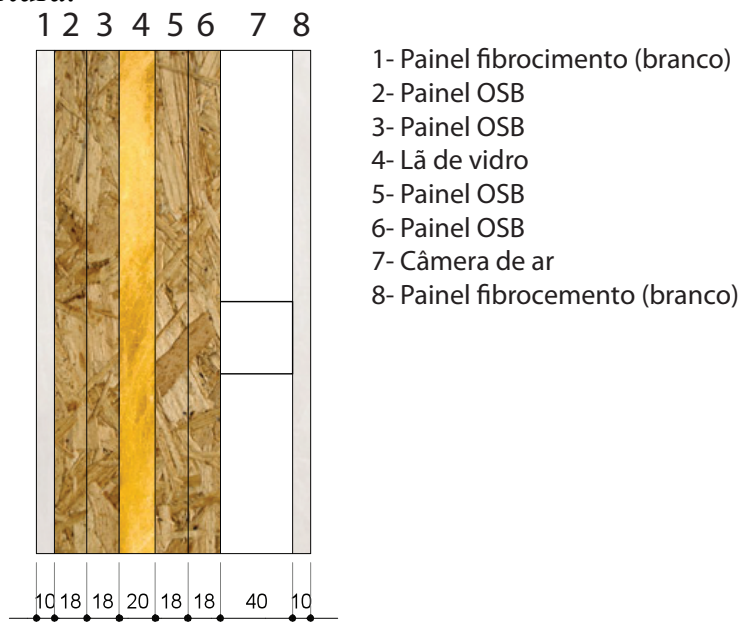 1 2 3 4 5 6 7 8
1- Painel fibrocimento (branco)
2- Painel OSB
3- Painel OSB
4- Lã de vidro
5- Painel OSB
6- Painel OSB
7- Câmera de ar
8- Painel fibrocemento (branco)
10 18 18 20 18 18 40 10